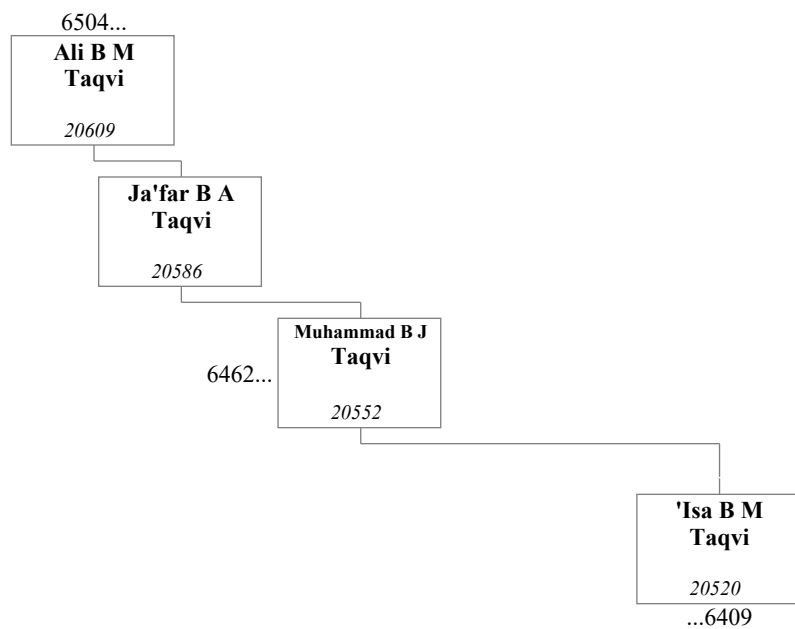 6504...
Ali B M
Taqvi
20609
Ja'far B A
Taqvi
20586
Muhammad B J
Taqvi
6462...
20552
'Isa B M
Taqvi
20520
...6409